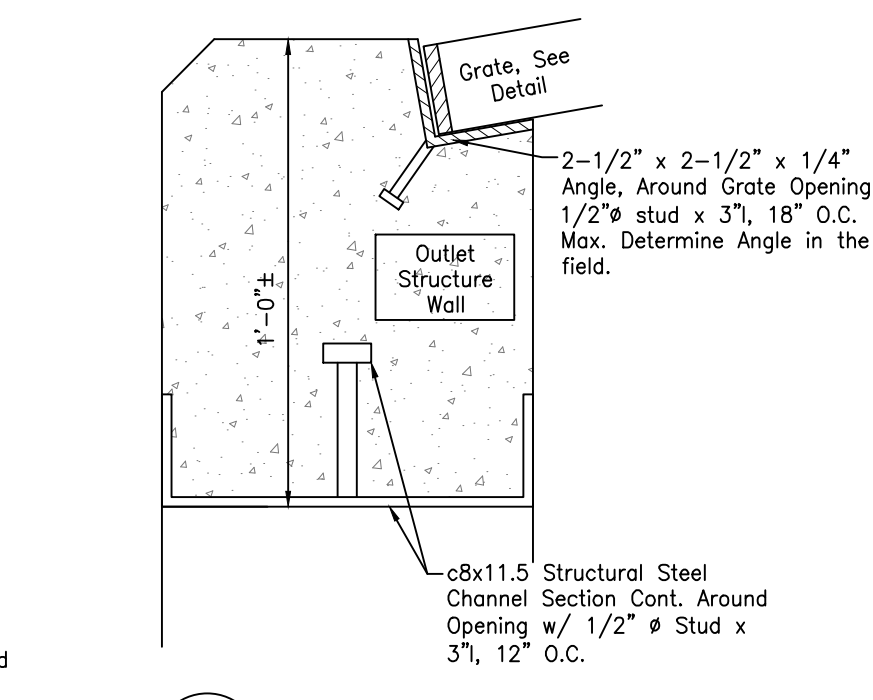 Grate, See
Detail
2-1/2" x 2-1/2" x 1/4"
Angle, Around Grate Opening
1/2"ø stud x 3"l, 18" O.C.
Max. Determine Angle in the
field.
Outlet
Structure
Wall
1'-0"±
c8x11.5 Structural Steel
Channel Section Cont. Around
Opening w/ 1/2" ø Stud x
3"l, 12" O.C.
d